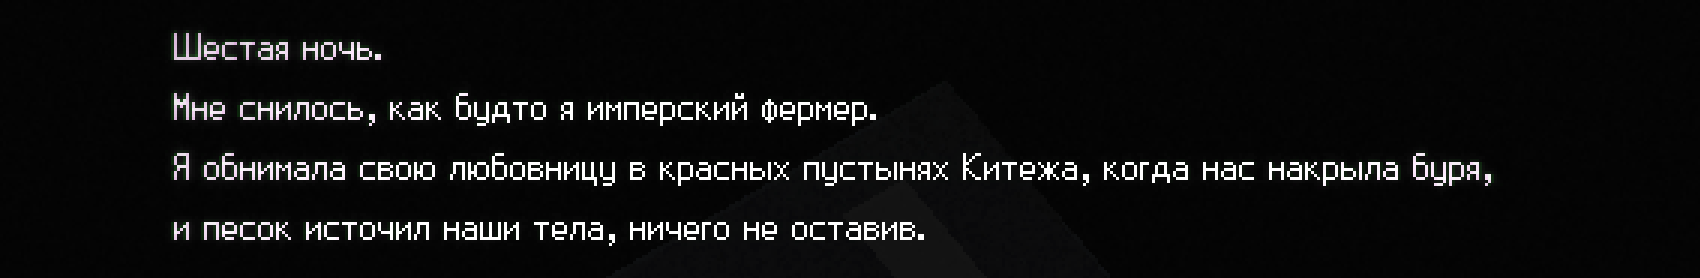 Шестая ночь.
Мне снилось, как будто я имперский фермер.
Я обнимала свою любовницу в красных пустынях Китежа, когда нас накрыла буря,
и песок источил наши тела, ничего не оставив.